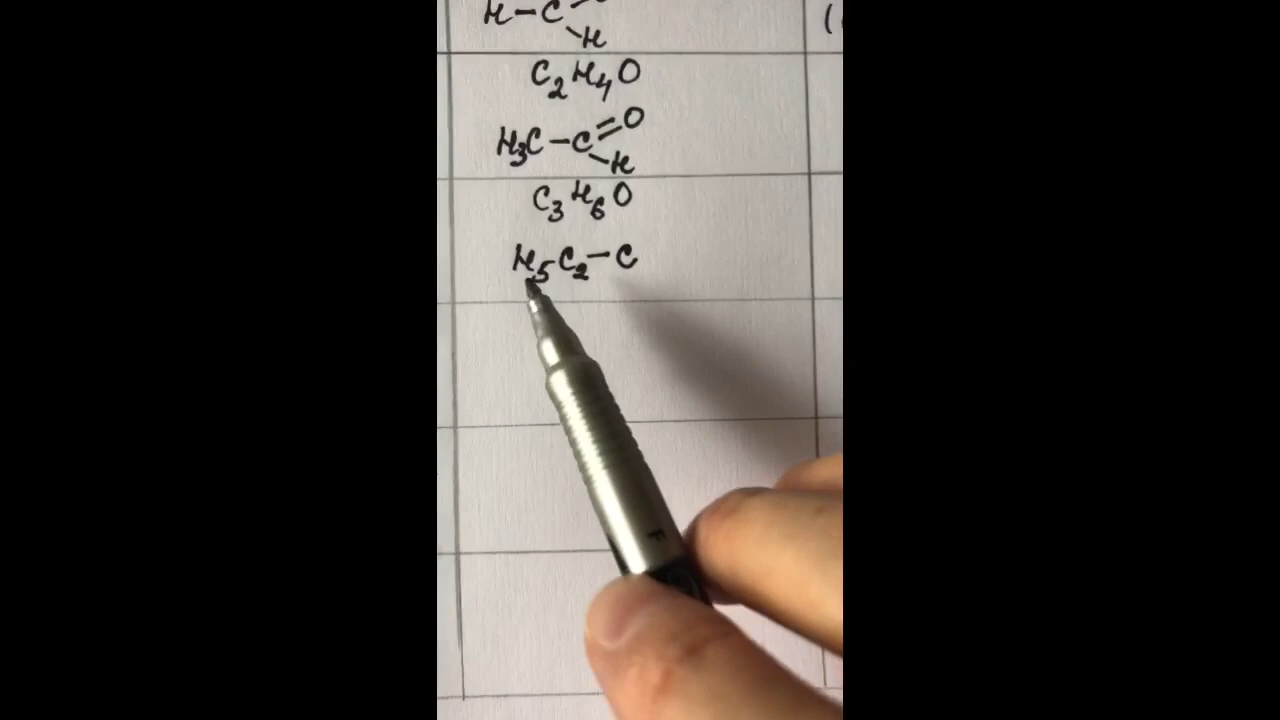 H-C
H
C₂H₄O
H₃C-C=O
-H
C₃H₆O
H₅C₂-C
F